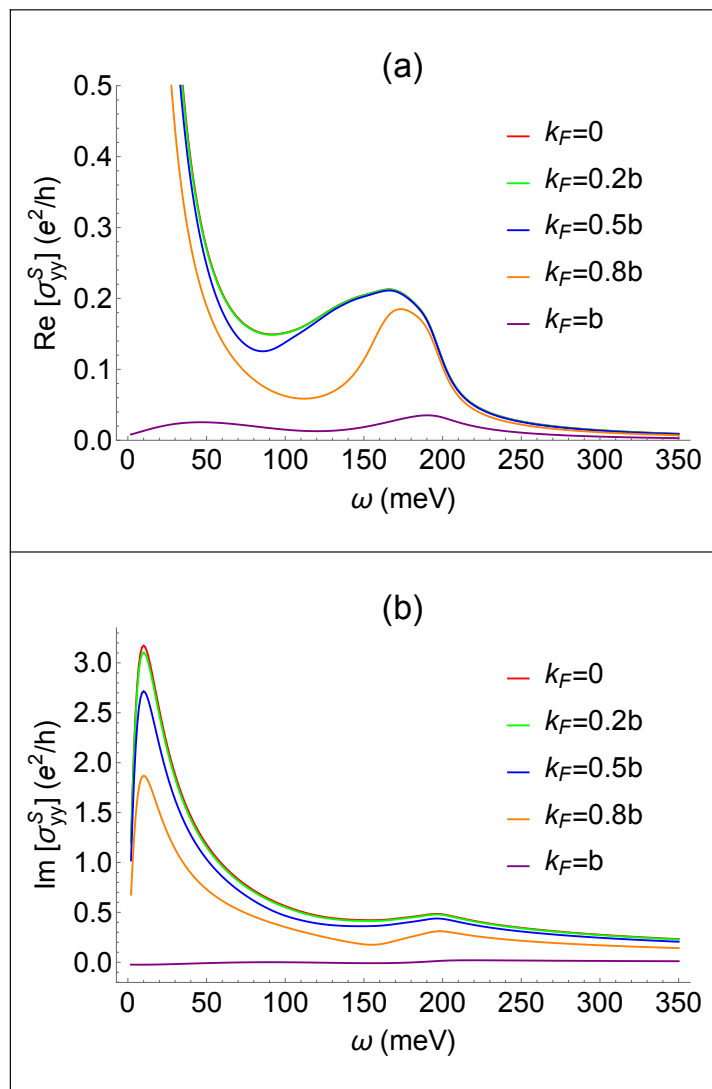 (a)
0.5
0.4
0.3
0.2
0.1
0.0
Re [σ^S_yy] (e²/h)
k_F=0
k_F=0.2b
k_F=0.5b
k_F=0.8b
k_F=b
0 50 100 150 200 250 300 350
ω (meV)
(b)
3.0
2.5
2.0
1.5
1.0
0.5
0.0
Im [σ^S_yy] (e²/h)
k_F=0
k_F=0.2b
k_F=0.5b
k_F=0.8b
k_F=b
0 50 100 150 200 250 300 350
ω (meV)